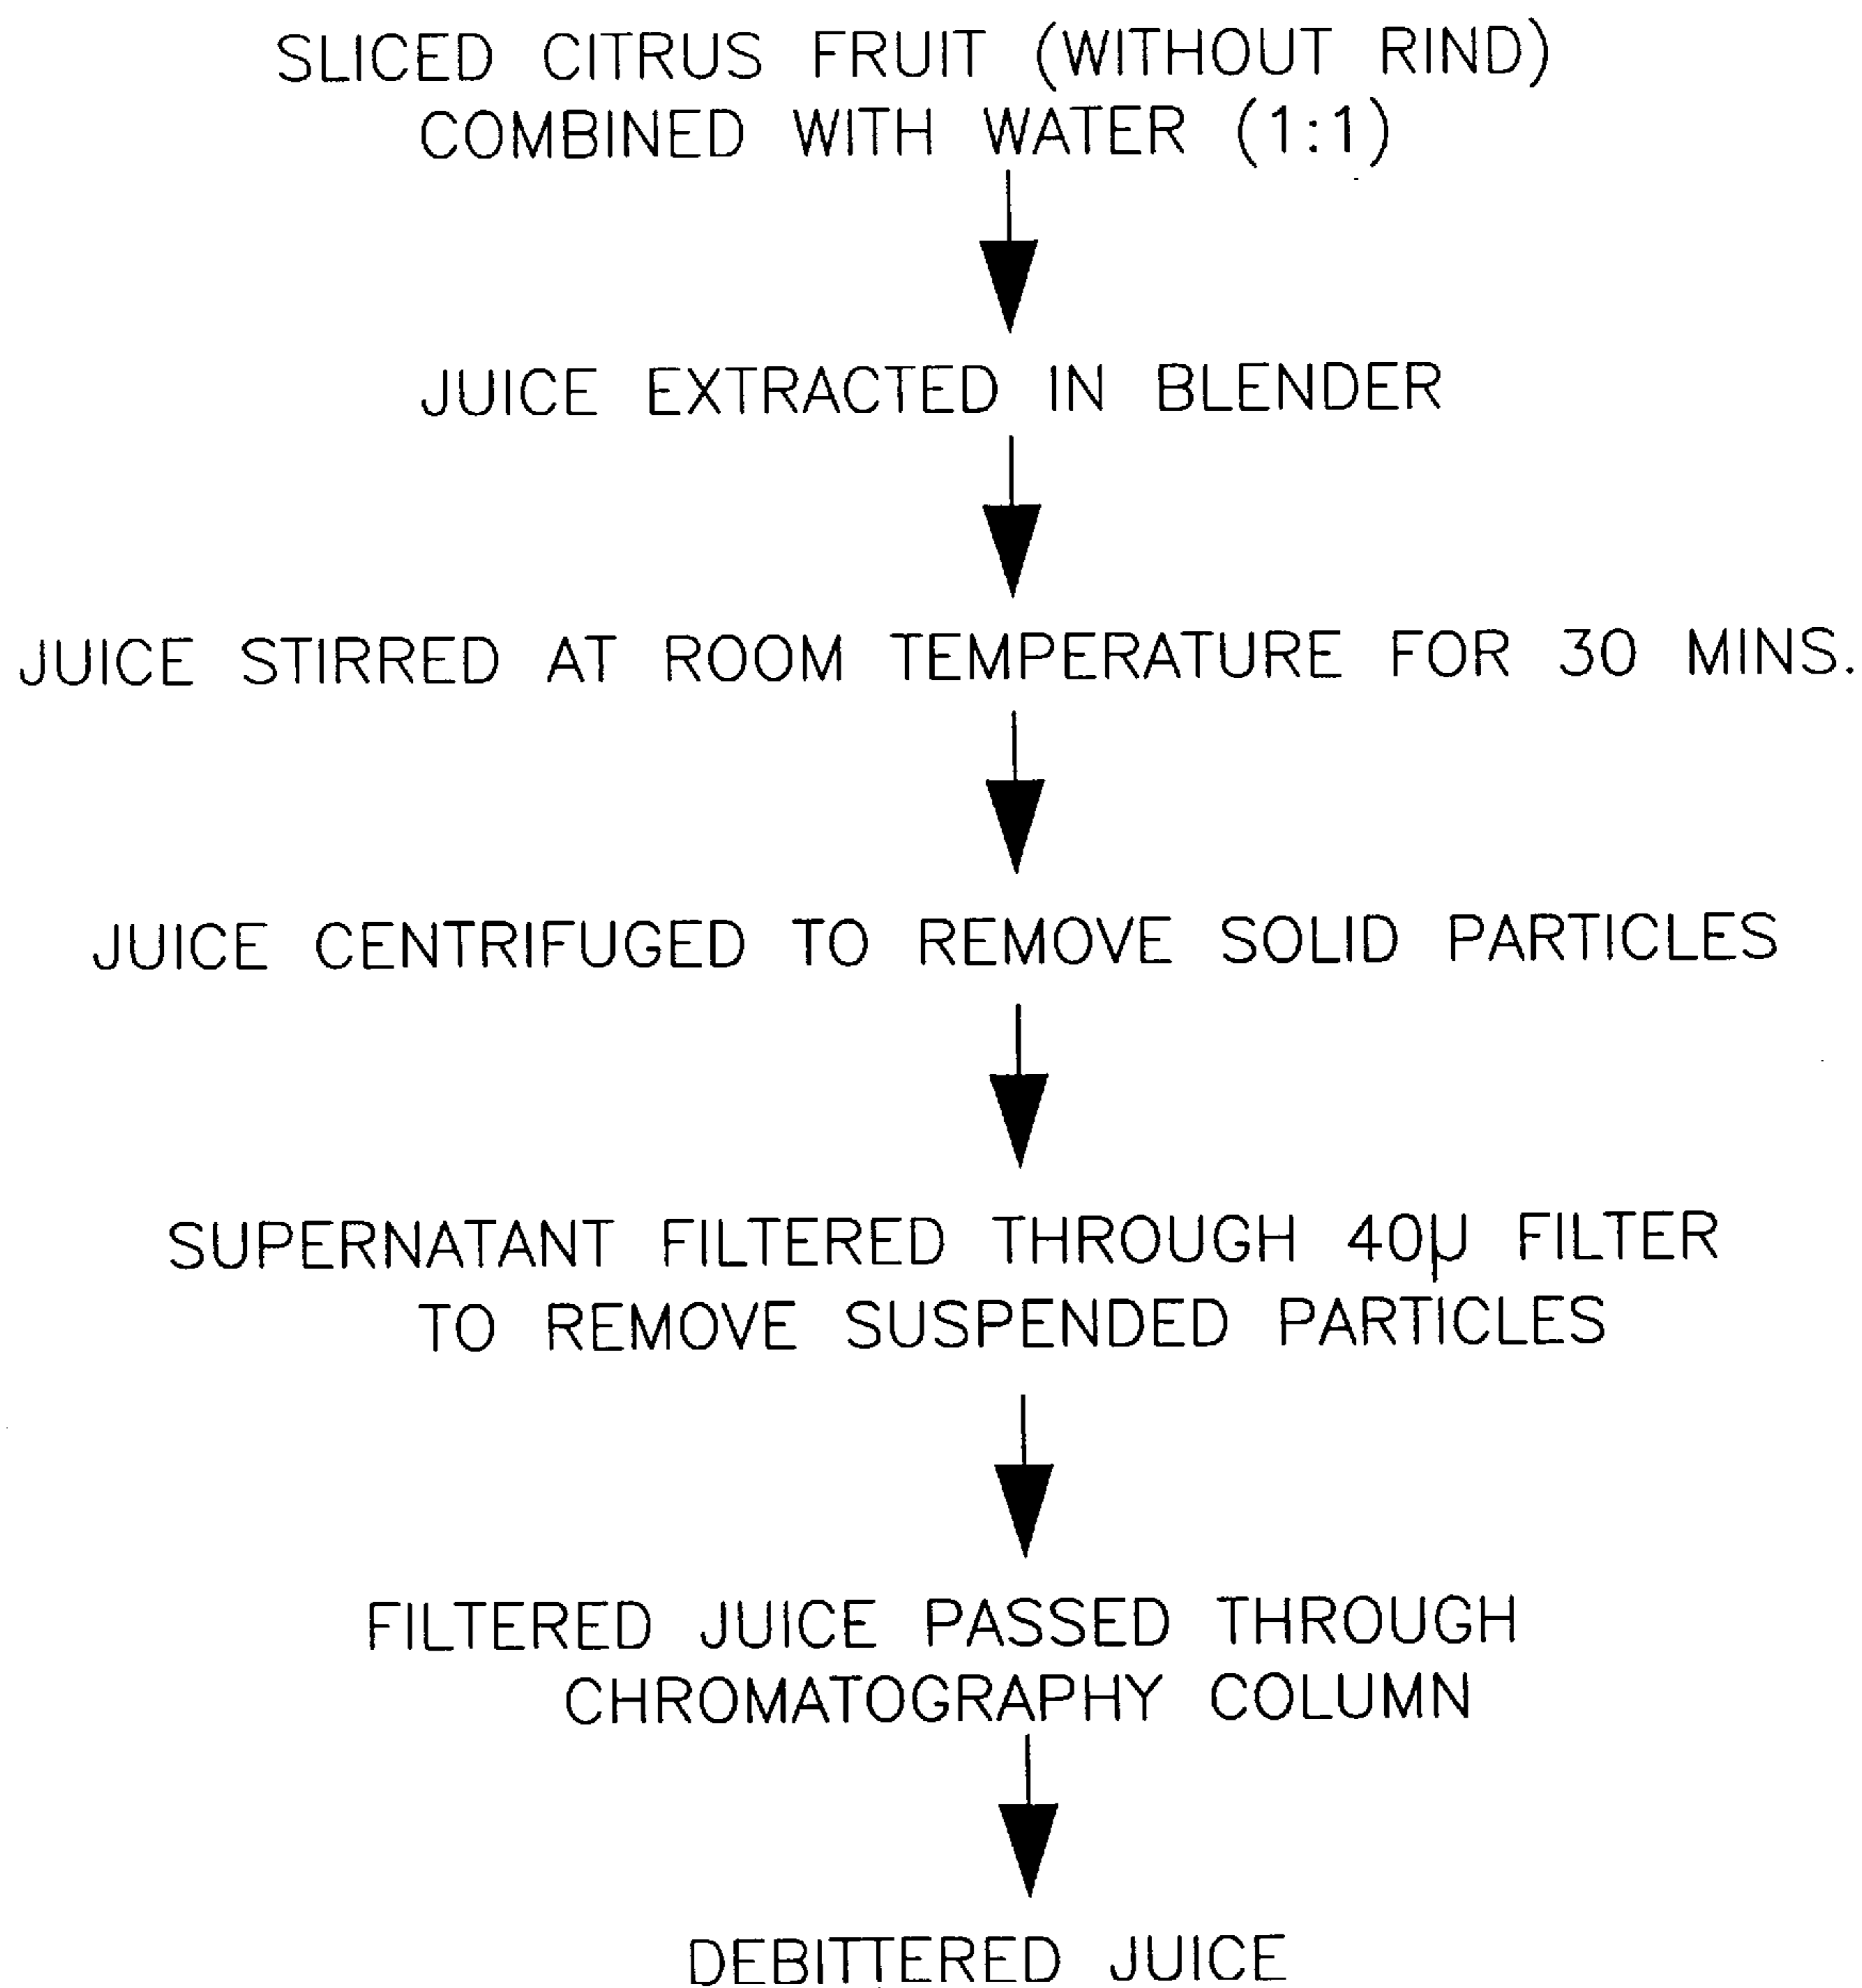 SLICED CITRUS FRUIT (WITHOUT RIND)
COMBINED WITH WATER (1:1)
JUICE EXTRACTED IN BLENDER
JUICE STIRRED AT ROOM TEMPERATURE FOR 30 MINS.
JUICE CENTRIFUGED TO REMOVE SOLID PARTICLES
SUPERNATANT FILTERED THROUGH 40μ FILTER
TO REMOVE SUSPENDED PARTICLES
FILTERED JUICE PASSED THROUGH
CHROMATOGRAPHY COLUMN
DEBITTERED JUICE